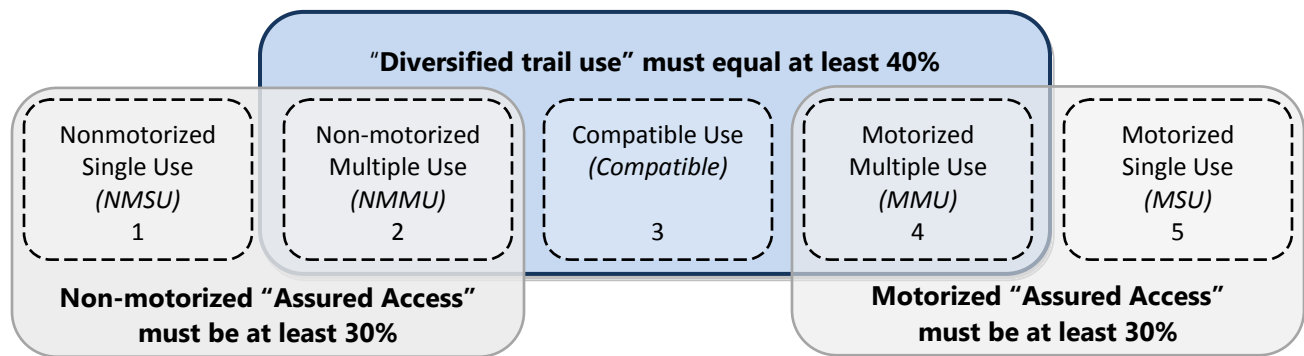 “Diversified trail use” must equal at least 40%
Nonmotorized
Single Use
(NMSU)
1
Non-motorized
Multiple Use
(NMMU)
2
Compatible Use
(Compatible)
3
Motorized
Multiple Use
(MMU)
4
Motorized
Single Use
(MSU)
5
Non-motorized “Assured Access”
must be at least 30%
Motorized “Assured Access”
must be at least 30%